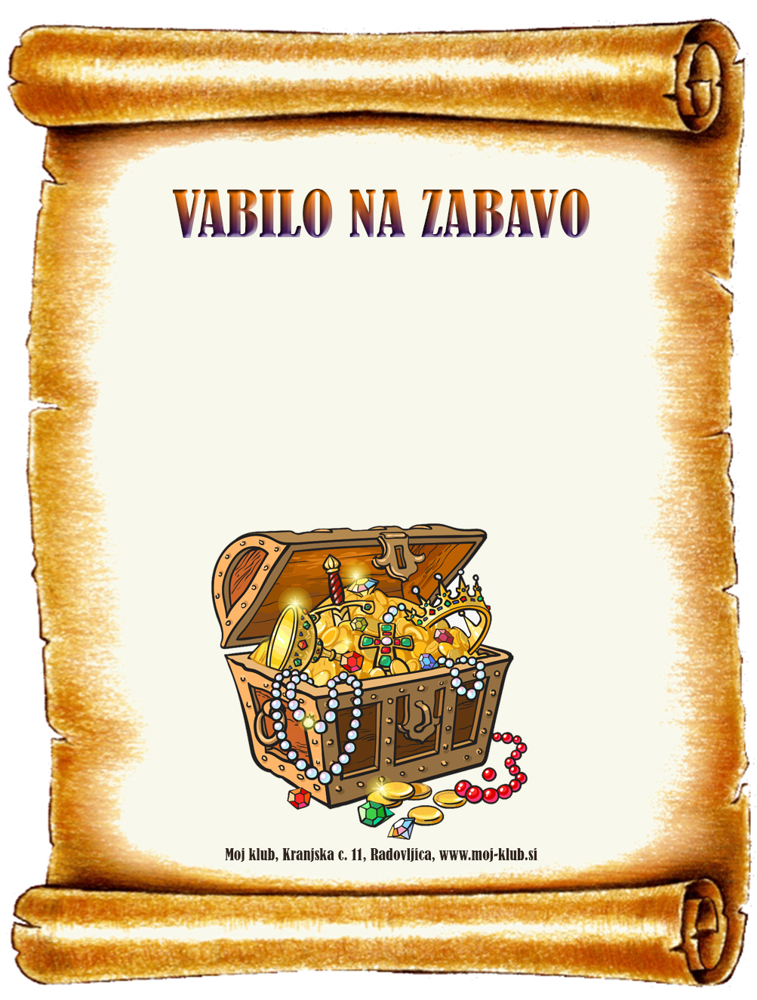 VABILO NA ZABAVO
Moj klub, Kranjska c. 11, Radovljica, www.moj-klub.si